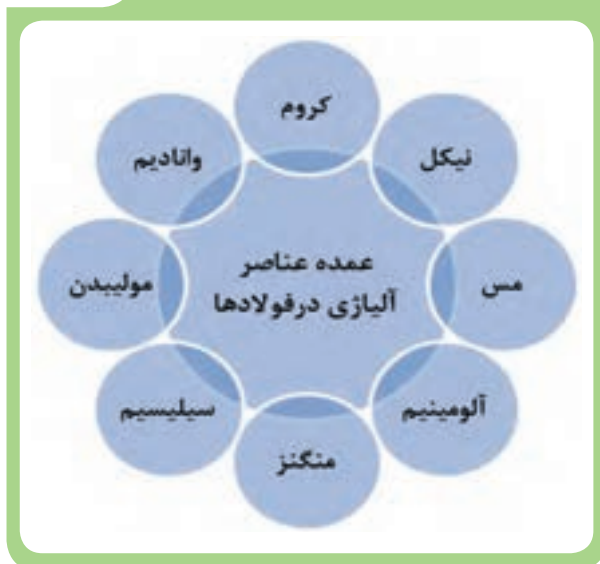 کروم
نیکل
مس
آلومینیم
منگنز
سیلیسیم
مولیبدن
وانادیم
عمده عناصر
آلیاژی درفولادها